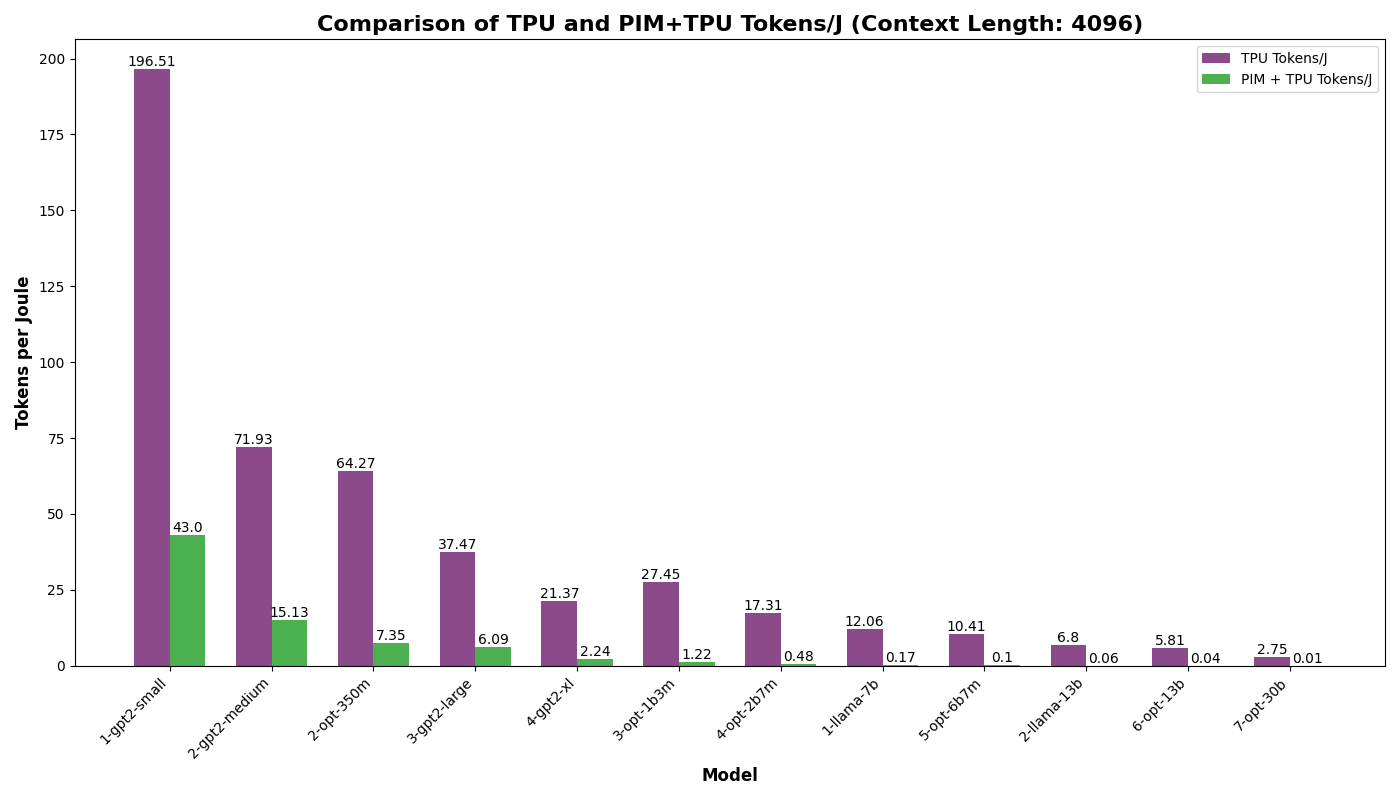 Comparison of TPU and PIM+TPU Tokens/J (Context Length: 4096)
TPU Tokens/J
PIM + TPU Tokens/J
Tokens per Joule
200
175
150
125
100
75
50
25
0
196.51
43.0
71.93
15.13
64.27
7.35
37.47
6.09
21.37
2.24
27.45
1.22
17.31
0.48
12.06
0.17
10.41
0.1
6.8
0.06
5.81
0.04
2.75
0.01
1-gpt2-small
2-gpt2-medium
2-opt-350m
3-gpt2-large
4-gpt2-xl
3-opt-1b3m
4-opt-2b7m
1-llama-7b
5-opt-6b7m
2-llama-13b
6-opt-13b
7-opt-30b
Model